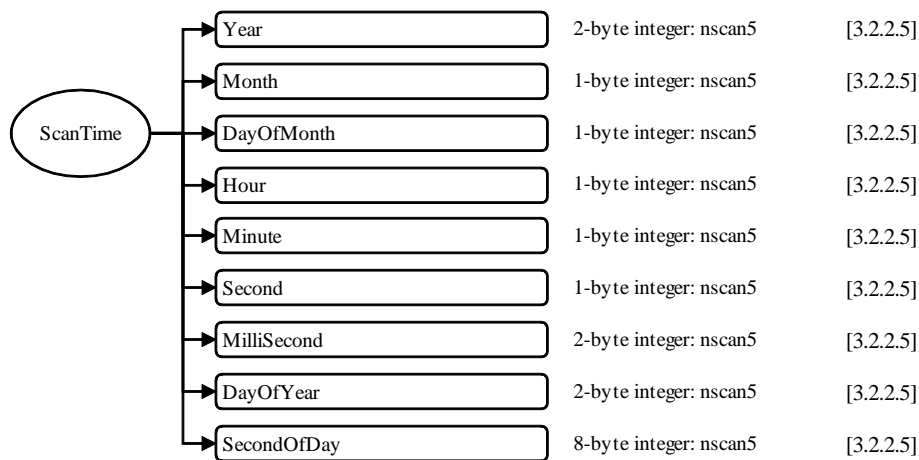 Year 2-byte integer: nscan5 [3.2.2.5]
Month 1-byte integer: nscan5 [3.2.2.5]
ScanTime
DayOfMonth 1-byte integer: nscan5 [3.2.2.5]
Hour 1-byte integer: nscan5 [3.2.2.5]
Minute 1-byte integer: nscan5 [3.2.2.5]
Second 1-byte integer: nscan5 [3.2.2.5]
MilliSecond 2-byte integer: nscan5 [3.2.2.5]
DayOfYear 2-byte integer: nscan5 [3.2.2.5]
SecondOfDay 8-byte integer: nscan5 [3.2.2.5]